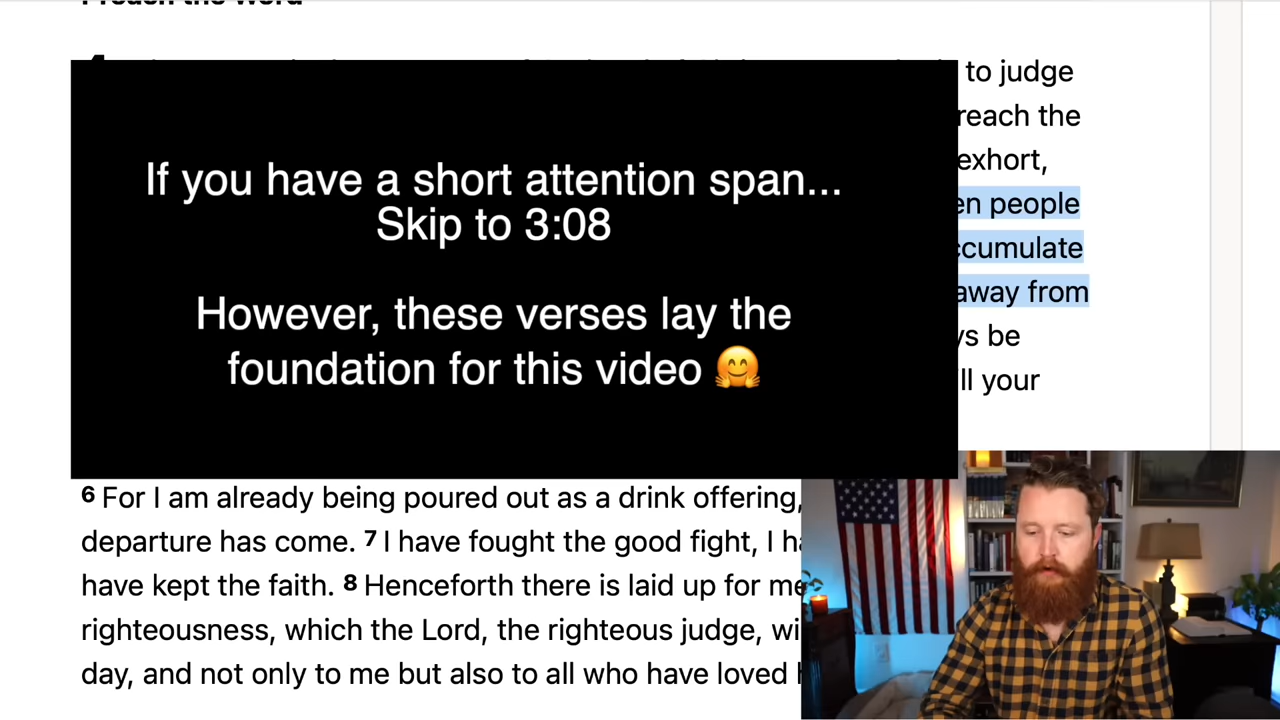 Preach the Word
to judge
reach the
exhort,
en people
ccumulate
away from
ys be
ll your
If you have a short attention span...
Skip to 3:08
However, these verses lay the
foundation for this video 🤗
6 For I am already being poured out as a drink offering,
departure has come. 7 I have fought the good fight, I ha
have kept the faith. 8 Henceforth there is laid up for me
righteousness, which the Lord, the righteous judge, wi
day, and not only to me but also to all who have loved h